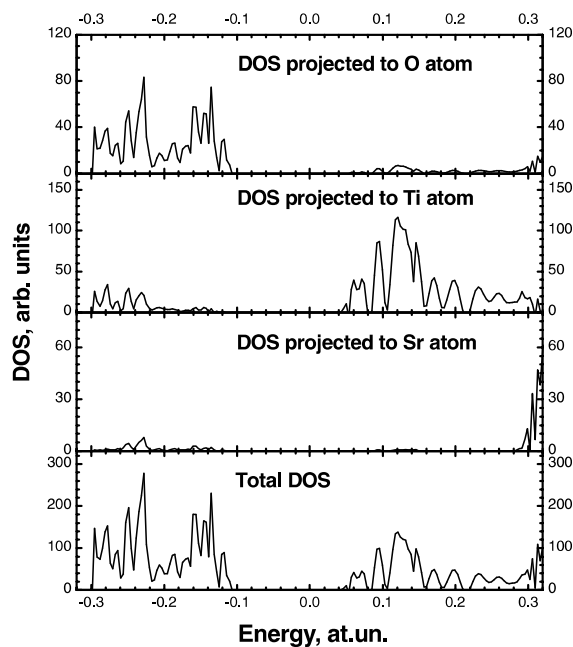 -0.3 -0.2 -0.1 0.0 0.1 0.2 0.3
120 120
DOS projected to O atom
80 80
40 40
0 0
150 150
DOS projected to Ti atom
100 100
50 50
0 0
DOS projected to Sr atom
60 60
30 30
0 0
300 300
Total DOS
200 200
100 100
0 0
-0.3 -0.2 -0.1 0.0 0.1 0.2 0.3
DOS, arb. units
Energy, at.un.